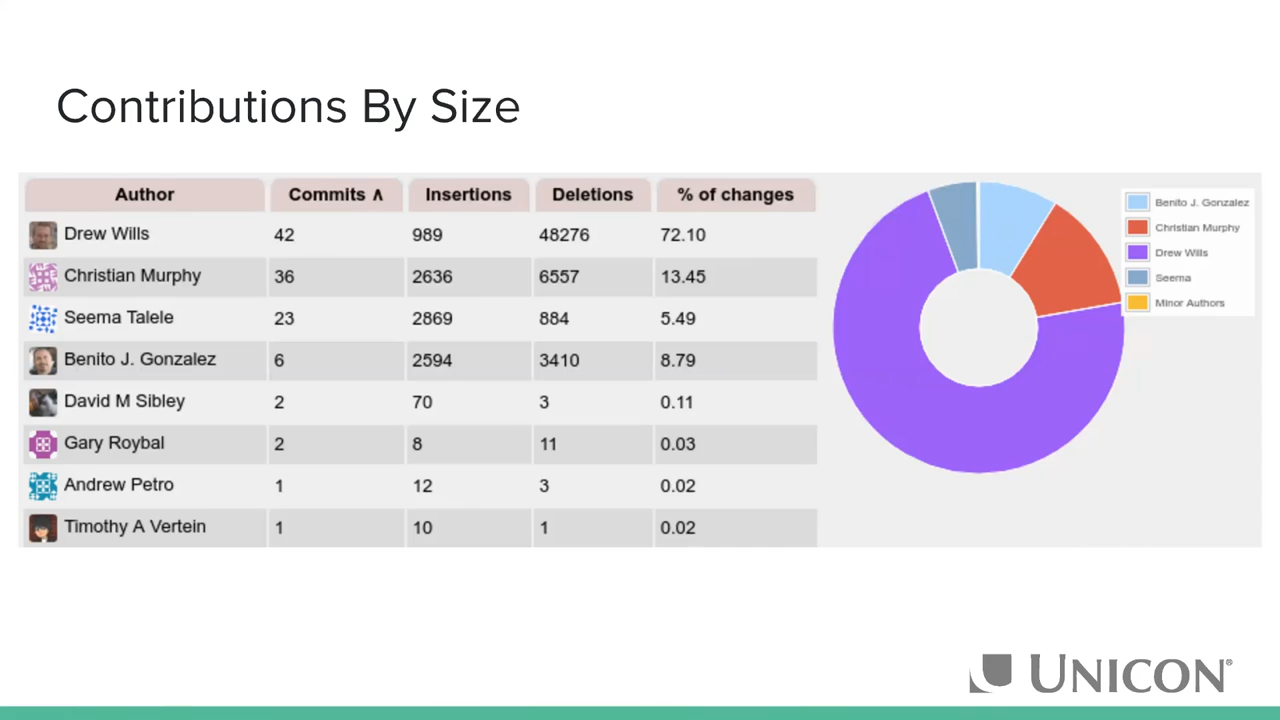 Contributions By Size
Author Commits ∧ Insertions Deletions % of changes
Drew Wills 42 989 48276 72.10
Christian Murphy 36 2636 6557 13.45
Seema Talele 23 2869 884 5.49
Benito J. Gonzalez 6 2594 3410 8.79
David M Sibley 2 70 3 0.11
Gary Roybal 2 8 11 0.03
Andrew Petro 1 12 3 0.02
Timothy A Vertein 1 10 1 0.02
Benito J. Gonzalez
Christian Murphy
Drew Wills
Seema
Minor Authors
UNICON®